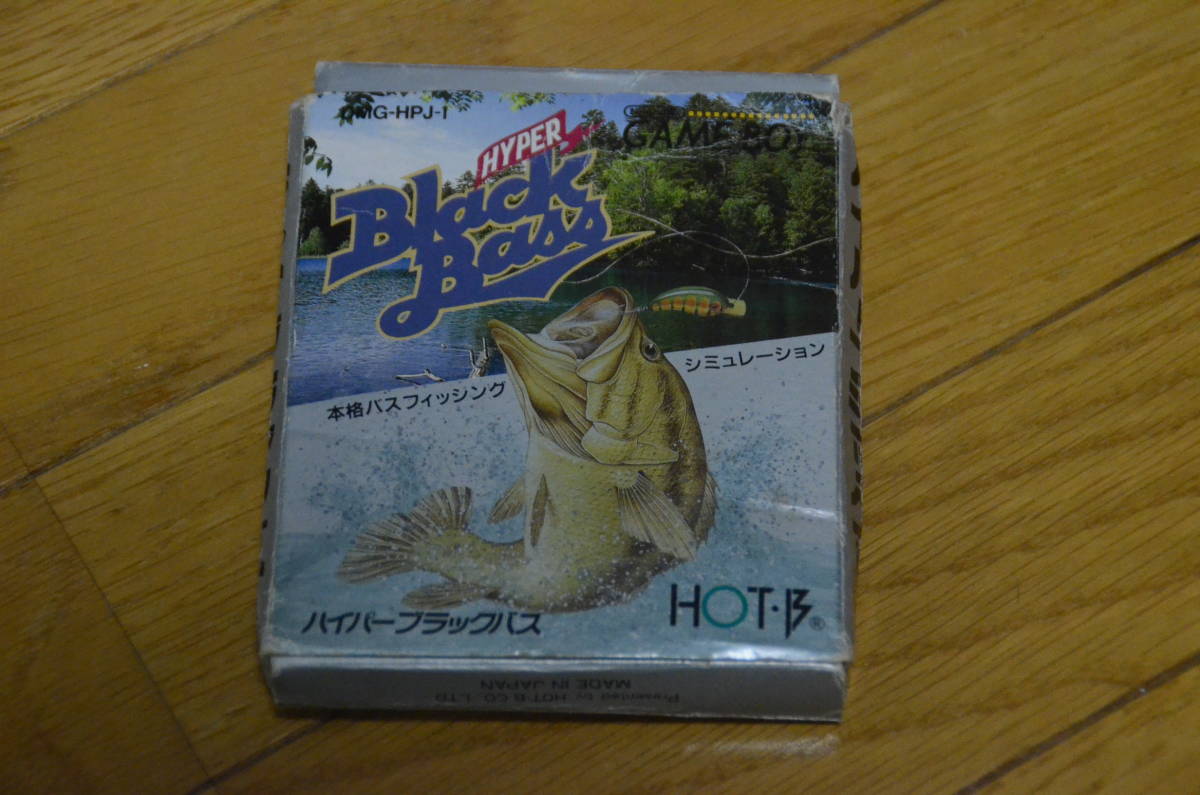 DMG-HPJ-1
GAME BOY
HYPER
Black
Bass
本格バスフィッシング
シミュレーション
ハイパーブラックバス
HOT・B®
Presented by HOT-B CO. LTD
MADE IN JAPAN